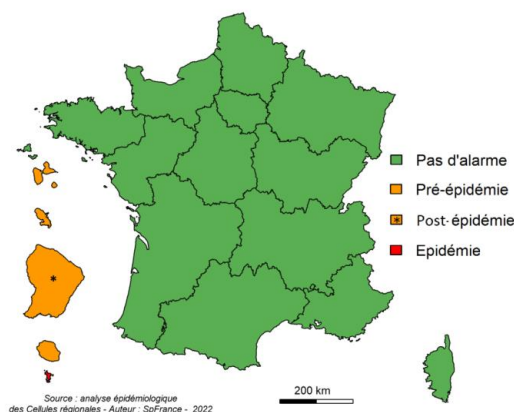 Pas d'alarme
Pré-épidémie
* Post-épidémie
Epidémie
*
200 km
Source : analyse épidémiologique
des Cellules régionales - Auteur : SpFrance - 2022